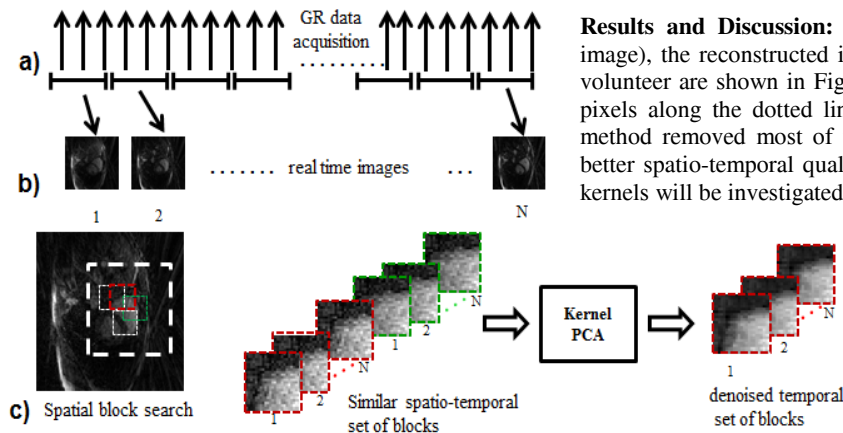 GR data
acquisition
..........
a)
Results and Discussion:
image), the reconstructed i
volunteer are shown in Fig
pixels along the dotted lin
method removed most of
better spatio-temporal qual
kernels will be investigated
b)
....... real time images ...
1 2 N
c)
Spatial block search
1 2 N 1 2 N
Similar spatio-temporal
set of blocks
Kernel
PCA
1 2 N
denoised temporal
set of blocks